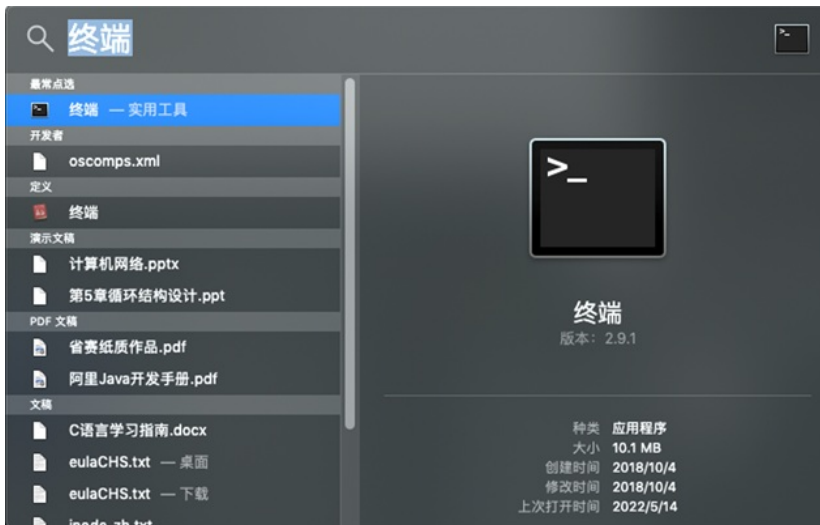 终端
最常点选
终端 — 实用工具
开发者
oscomps.xml
定义
终端
演示文稿
计算机网络.pptx
第5章循环结构设计.ppt
PDF 文稿
省赛纸质作品.pdf
阿里Java开发手册.pdf
文稿
C语言学习指南.docx
eulaCHS.txt — 桌面
eulaCHS.txt — 下载
>_
终端
版本：2.9.1
种类 应用程序
大小 10.1 MB
创建时间 2018/10/4
修改时间 2018/10/4
上次打开时间 2022/5/14